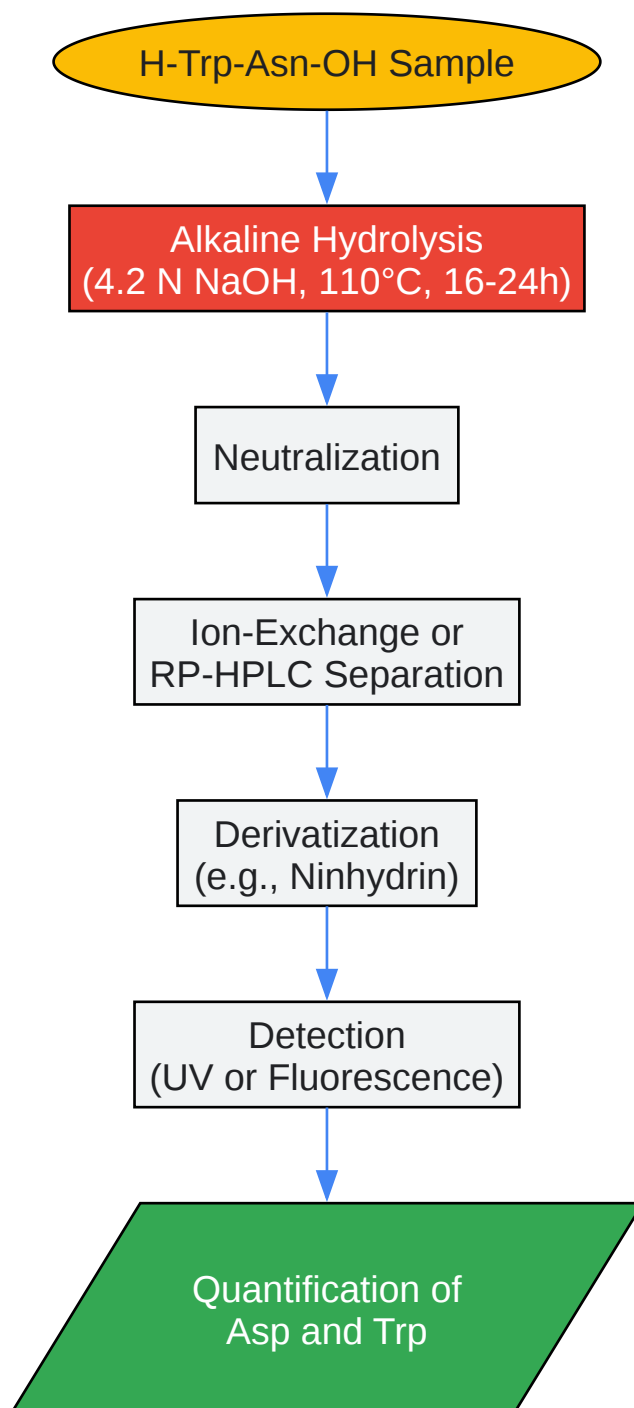 H-Trp-Asn-OH Sample
Alkaline Hydrolysis
(4.2 N NaOH, 110°C, 16-24h)
Neutralization
Ion-Exchange or
RP-HPLC Separation
Derivatization
(e.g., Ninhydrin)
Detection
(UV or Fluorescence)
Quantification of
Asp and Trp